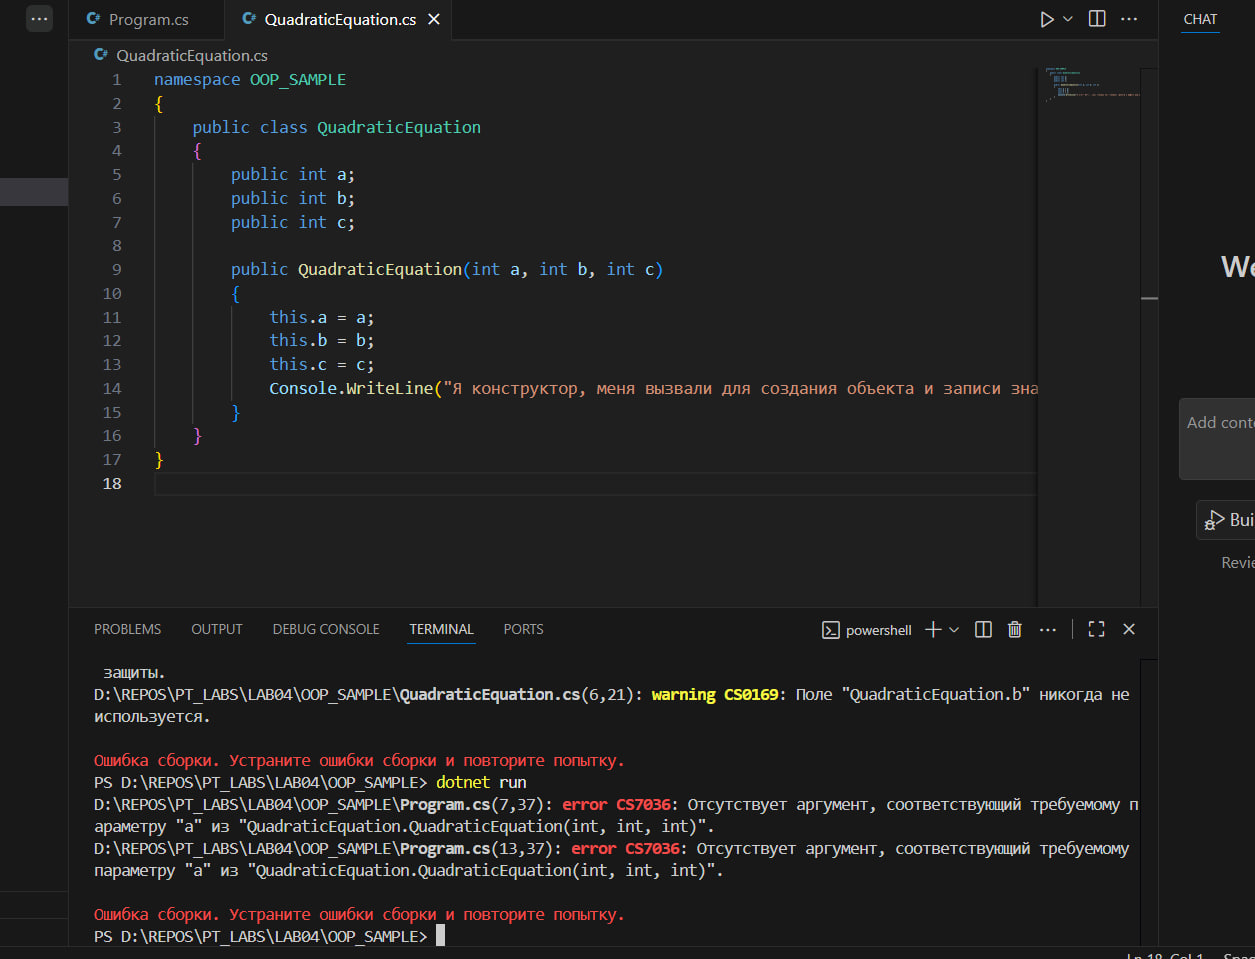 Program.cs
QuadraticEquation.cs
CHAT
QuadraticEquation.cs
1 namespace OOP_SAMPLE
2 {
3 public class QuadraticEquation
4 {
5 public int a;
6 public int b;
7 public int c;
8
9 public QuadraticEquation(int a, int b, int c)
10 {
11 this.a = a;
12 this.b = b;
13 this.c = c;
14 Console.WriteLine("Я конструктор, меня вызвали для создания объекта и записи зна
15 }
16 }
17 }
18
We
Add conte
Bui
Revie
PROBLEMS OUTPUT DEBUG CONSOLE TERMINAL PORTS
powershell
защиты.
D:\REPOS\PT_LABS\LAB04\OOP_SAMPLE\QuadraticEquation.cs(6,21): warning CS0169: Поле "QuadraticEquation.b" никогда не
используется.
Ошибка сборки. Устраните ошибки сборки и повторите попытку.
PS D:\REPOS\PT_LABS\LAB04\OOP_SAMPLE> dotnet run
D:\REPOS\PT_LABS\LAB04\OOP_SAMPLE\Program.cs(7,37): error CS7036: Отсутствует аргумент, соответствующий требуемому п
араметру "a" из "QuadraticEquation.QuadraticEquation(int, int, int)".
D:\REPOS\PT_LABS\LAB04\OOP_SAMPLE\Program.cs(13,37): error CS7036: Отсутствует аргумент, соответствующий требуемому
параметру "a" из "QuadraticEquation.QuadraticEquation(int, int, int)".
Ошибка сборки. Устраните ошибки сборки и повторите попытку.
PS D:\REPOS\PT_LABS\LAB04\OOP_SAMPLE>